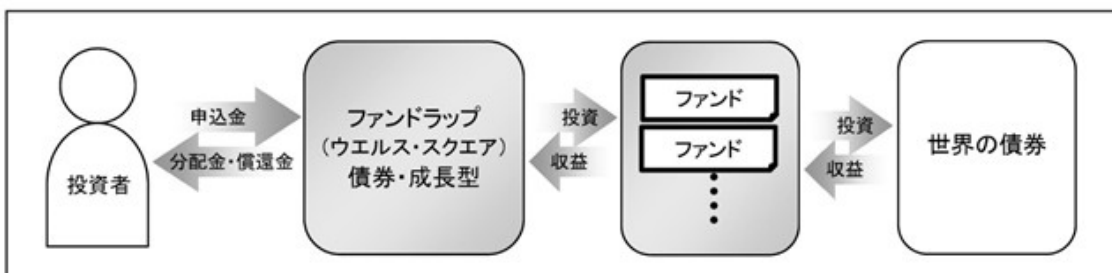 投資者
申込金
分配金・償還金
ファンドラップ
(ウエルス・スクエア)
債券・成長型
投資
収益
ファンド
ファンド
投資
収益
世界の債券